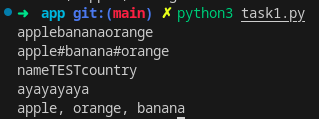 → app git:(main) ✗ python3 task1.py
applebananaorange
apple#banana#orange
nameTESTcountry
ayayayaya
apple, orange, banana